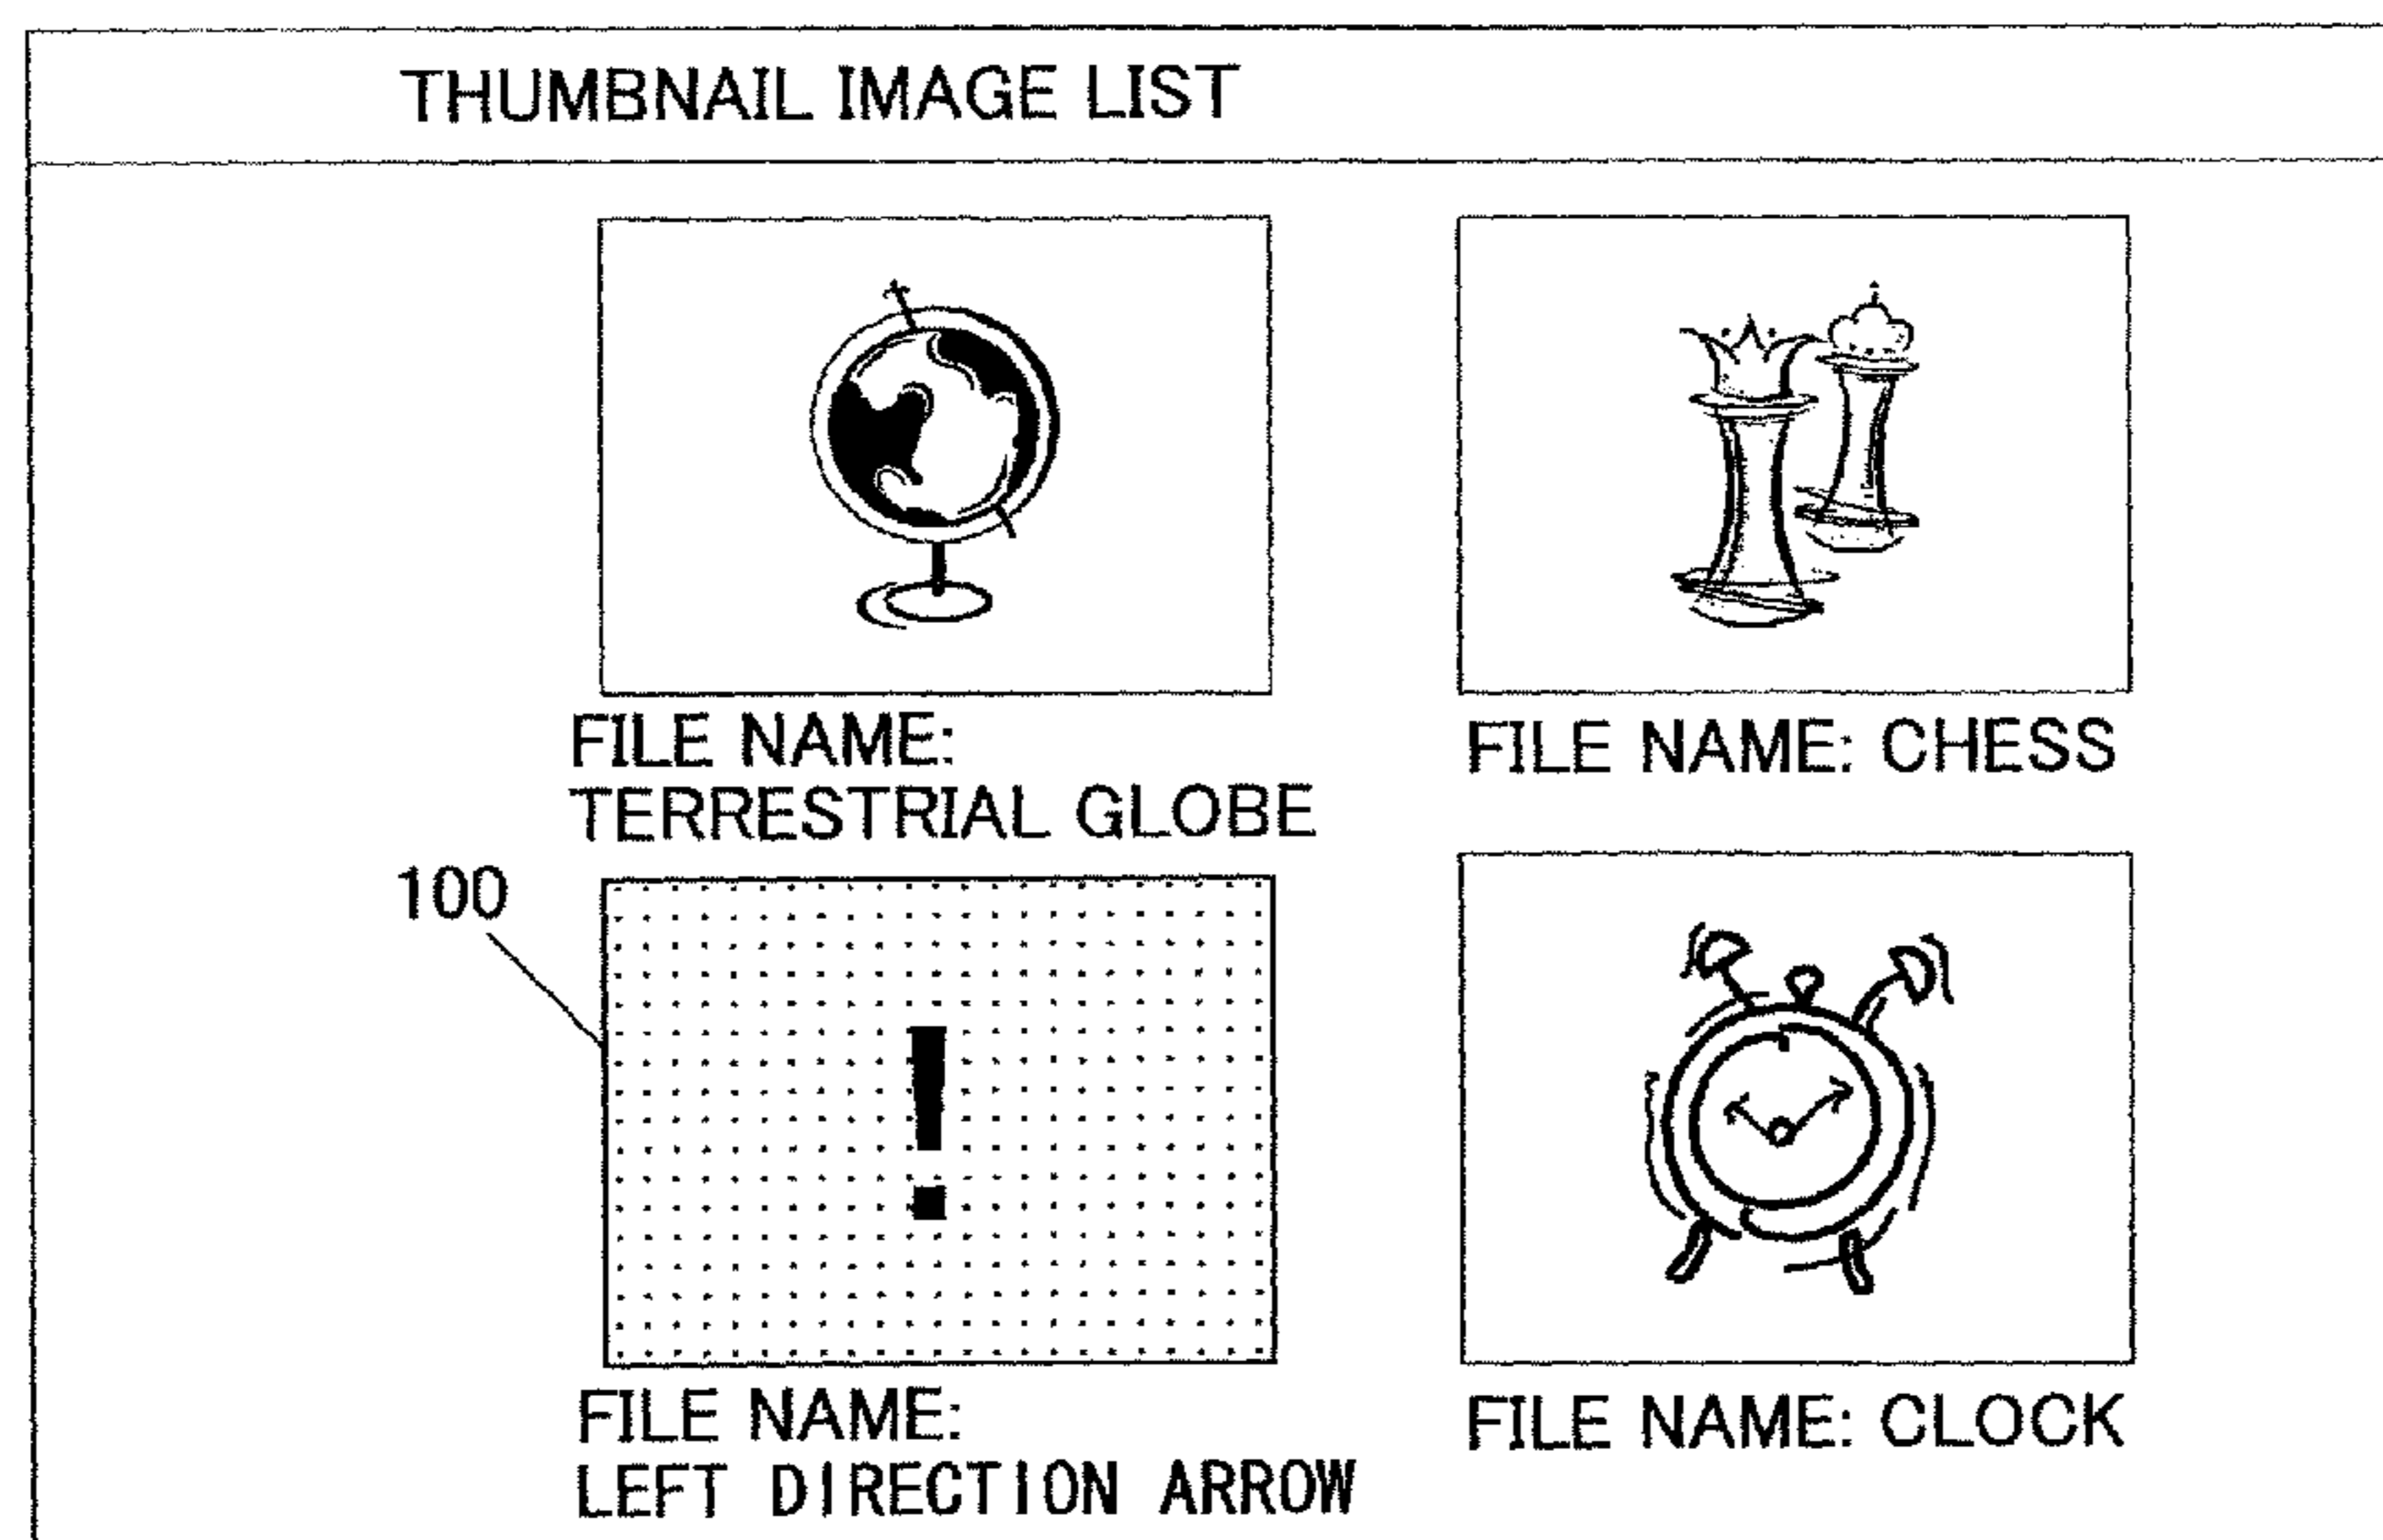 THUMBNAIL IMAGE LIST
FILE NAME:
TERRESTRIAL GLOBE
FILE NAME: CHESS
100
!
FILE NAME:
LEFT DIRECTION ARROW
FILE NAME: CLOCK